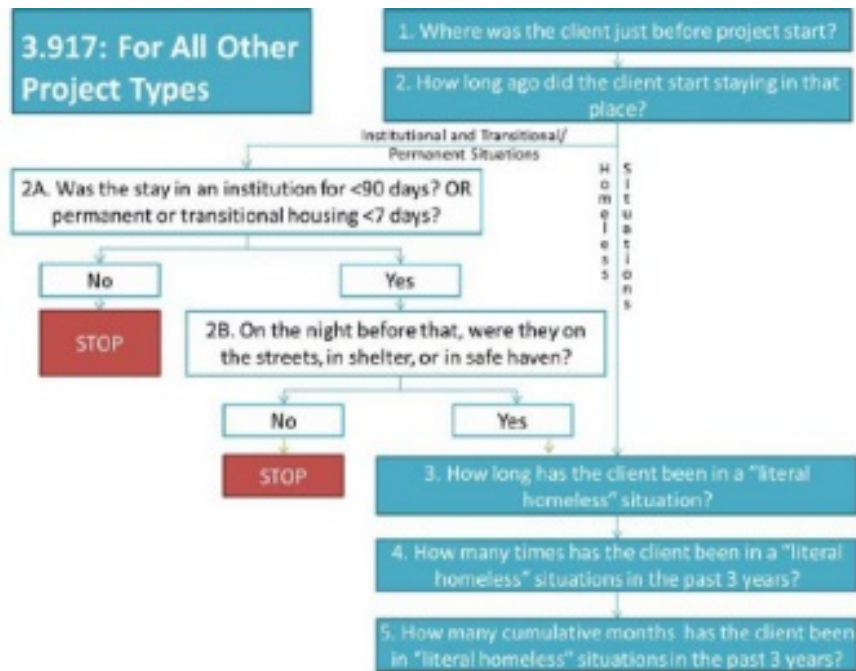 3.917: For All Other
Project Types
1. Where was the client just before project start?
2. How long ago did the client start staying in that
place?
Institutional and Transitional/
Permanent Situations
Homeless
Situations
2A. Was the stay in an institution for <90 days? OR
permanent or transitional housing <7 days?
No
Yes
STOP
2B. On the night before that, were they on
the streets, in shelter, or in safe haven?
No
Yes
STOP
3. How long has the client been in a "literal
homeless" situation?
4. How many times has the client been in a "literal
homeless" situations in the past 3 years?
5. How many cumulative months has the client been
in "literal homeless" situations in the past 3 years?